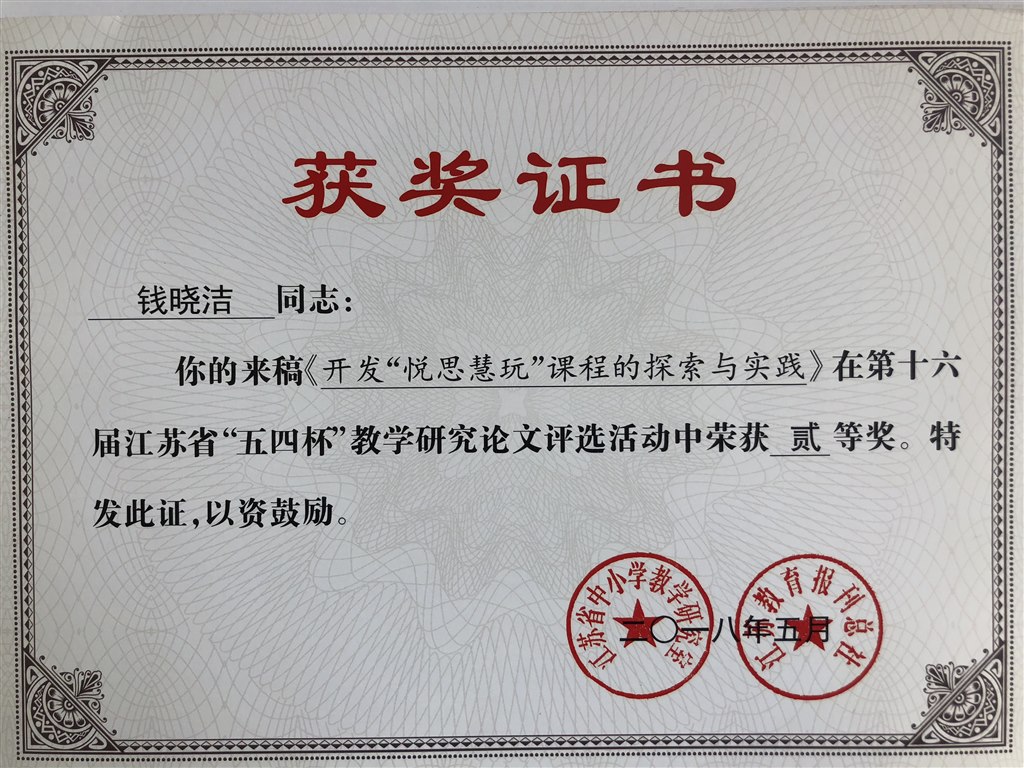 获奖证书
钱晓洁 同志：
你的来稿《开发“悦思慧玩”课程的探索与实践》在第十六
届江苏省“五四杯”教学研究论文评选活动中荣获 贰 等奖。特
发此证，以资鼓励。
江苏省中小学教学研究室
江苏教育报刊总社
二〇一八年五月